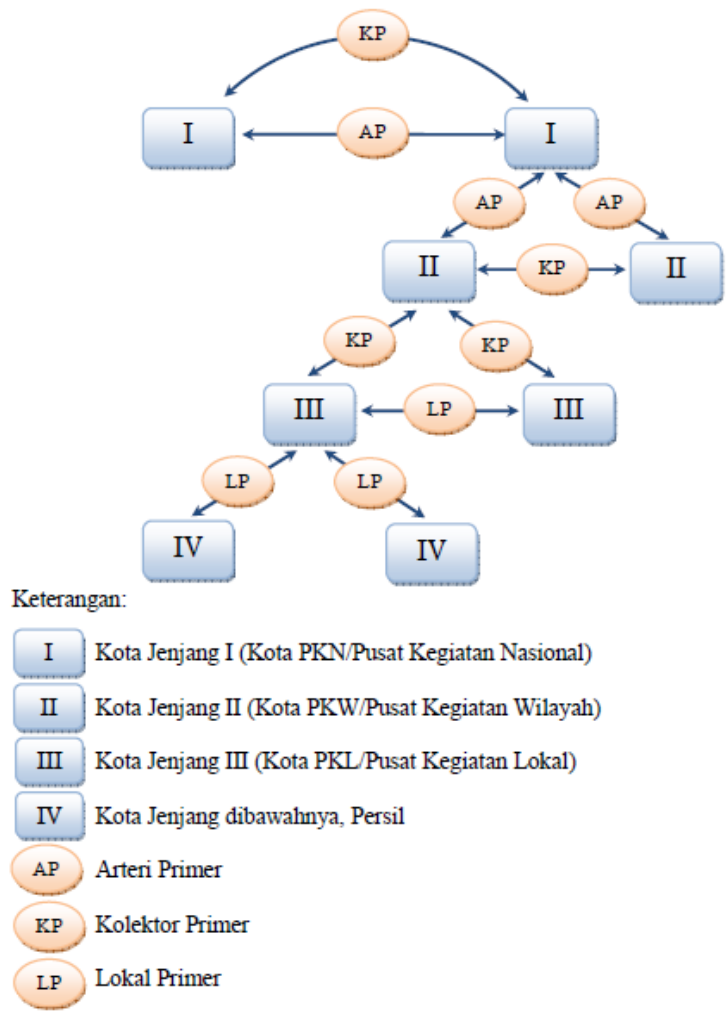 KP
I AP I
AP AP
II KP II
KP KP
III LP III
LP LP
IV IV
Keterangan:
I Kota Jenjang I (Kota PKN/Pusat Kegiatan Nasional)
II Kota Jenjang II (Kota PKW/Pusat Kegiatan Wilayah)
III Kota Jenjang III (Kota PKL/Pusat Kegiatan Lokal)
IV Kota Jenjang dibawahnya, Persil
AP Arteri Primer
KP Kolektor Primer
LP Lokal Primer